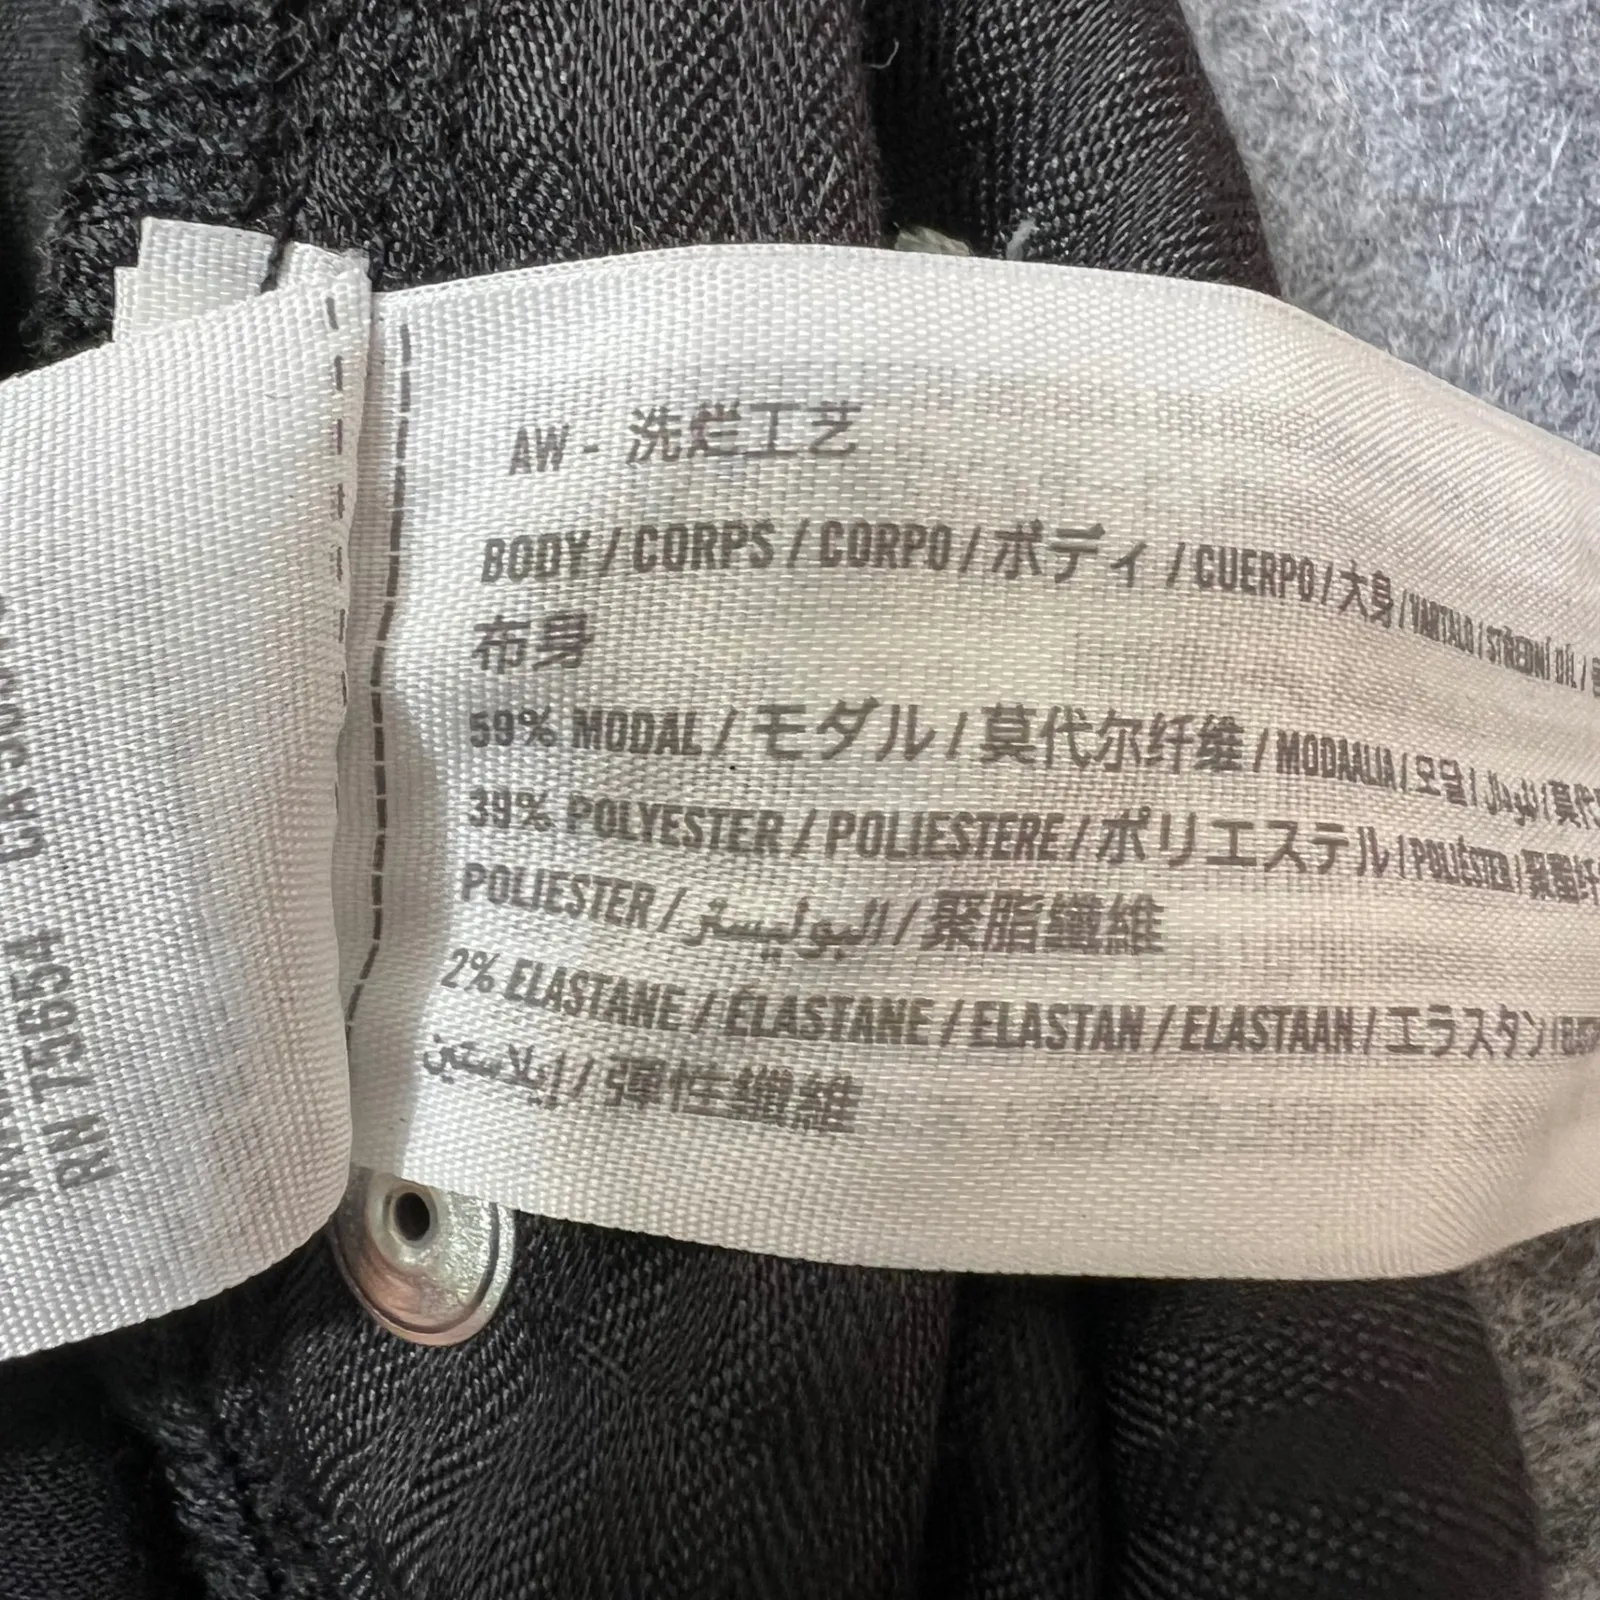 AW - 洗烂工艺
BODY / CORPS / CORPO / ボディ / CUERPO / 大身 / VARTALO / STŘEDNÍ DÍL /
布身
59% MODAL / モダル / 莫代尔纤维 / MODAALIA / 모달 /
39% POLYESTER / POLIESTERE / ポリエステル / POLIÉSTER /
POLIESTER / البوليستر / 聚脂纖維
2% ELASTANE / ÉLASTANE / ELASTAN / ELASTAAN / エラスタン /
إيلاستين / 彈性纖維
RN 75654